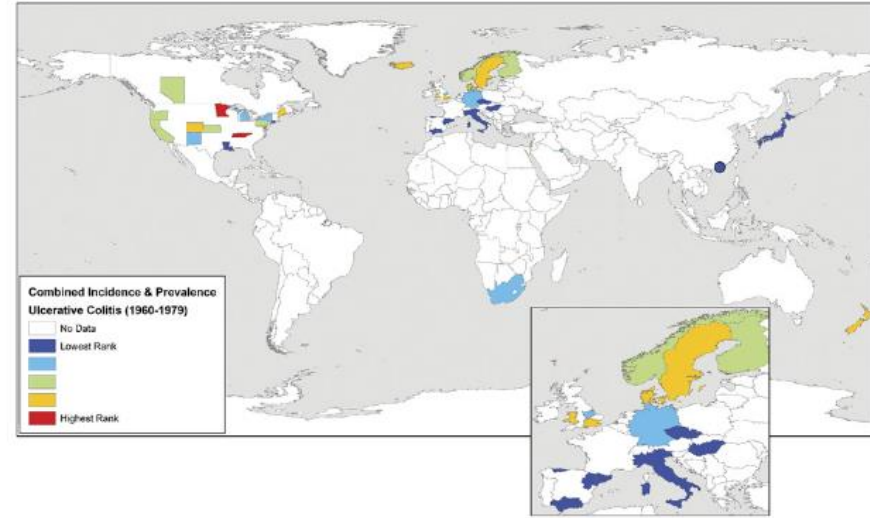 Combined Incidence & Prevalence
Ulcerative Colitis (1960-1979)
No Data
Lowest Rank
Highest Rank